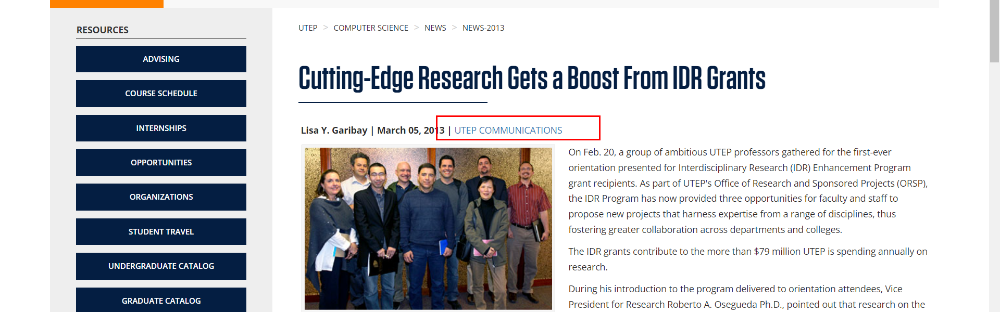 RESOURCES
ADVISING
COURSE SCHEDULE
INTERNSHIPS
OPPORTUNITIES
ORGANIZATIONS
STUDENT TRAVEL
UNDERGRADUATE CATALOG
GRADUATE CATALOG
UTEP > COMPUTER SCIENCE > NEWS > NEWS-2013
Cutting-Edge Research Gets a Boost From IDR Grants
Lisa Y. Garibay | March 05, 2013 | UTEP COMMUNICATIONS
On Feb. 20, a group of ambitious UTEP professors gathered for the first-ever
orientation presented for Interdisciplinary Research (IDR) Enhancement Program
grant recipients. As part of UTEP's Office of Research and Sponsored Projects (ORSP),
the IDR Program has now provided three opportunities for faculty and staff to
propose new projects that harness expertise from a range of disciplines, thus
fostering greater collaboration across departments and colleges.
The IDR grants contribute to the more than $79 million UTEP is spending annually on
research.
During his introduction to the program delivered to orientation attendees, Vice
President for Research Roberto A. Osegueda Ph.D., pointed out that research on the